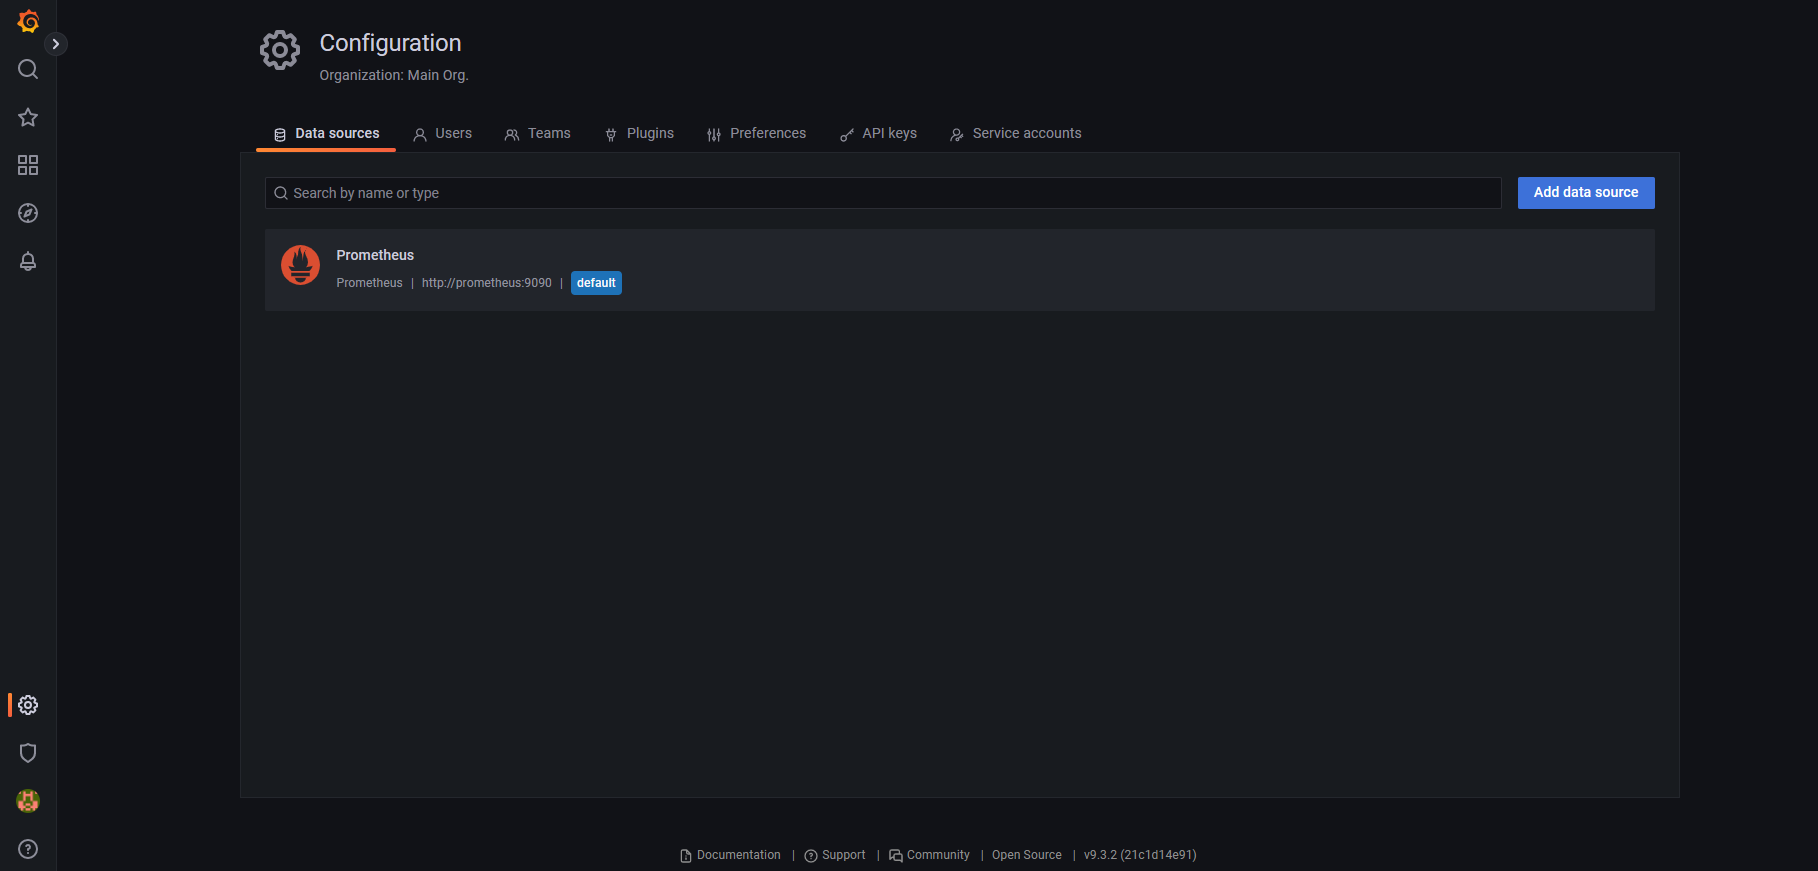 Configuration
Organization: Main Org.
Data sources Users Teams Plugins Preferences API keys Service accounts
Search by name or type Add data source
Prometheus
Prometheus | http://prometheus:9090 | default
Documentation | Support | Community | Open Source | v9.3.2 (21c1d14e91)